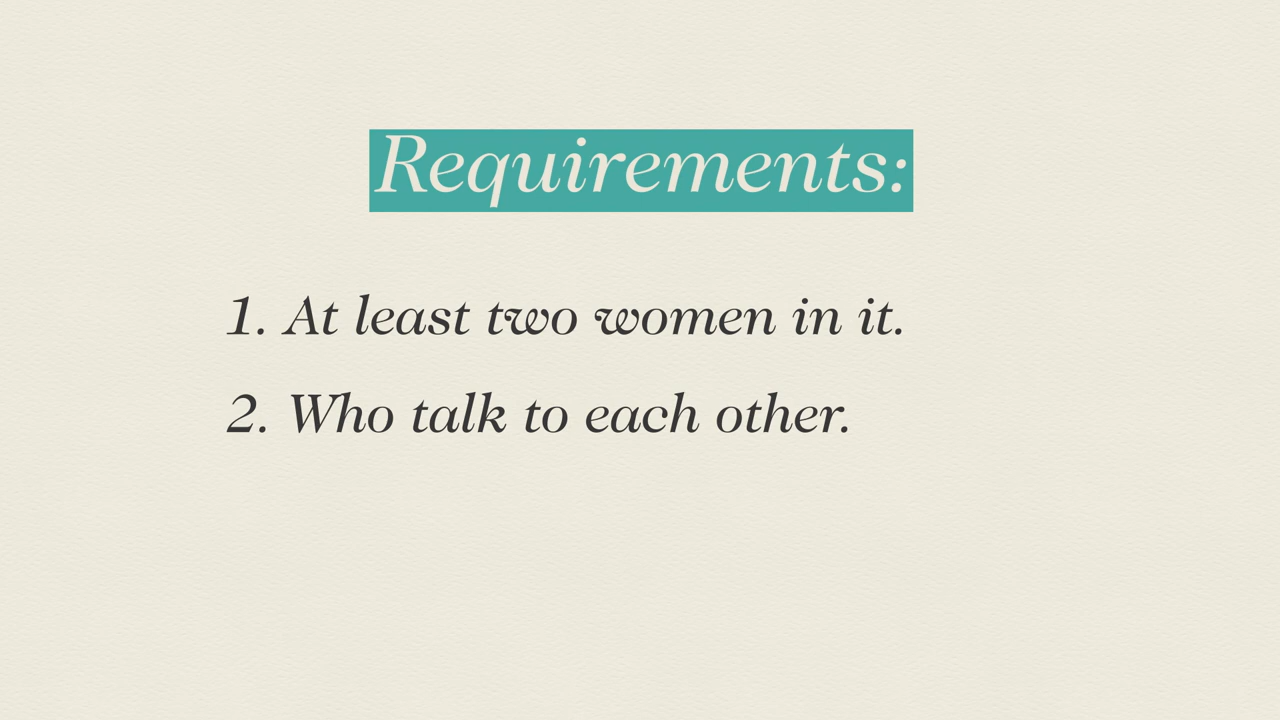 Requirements:
1. At least two women in it.
2. Who talk to each other.